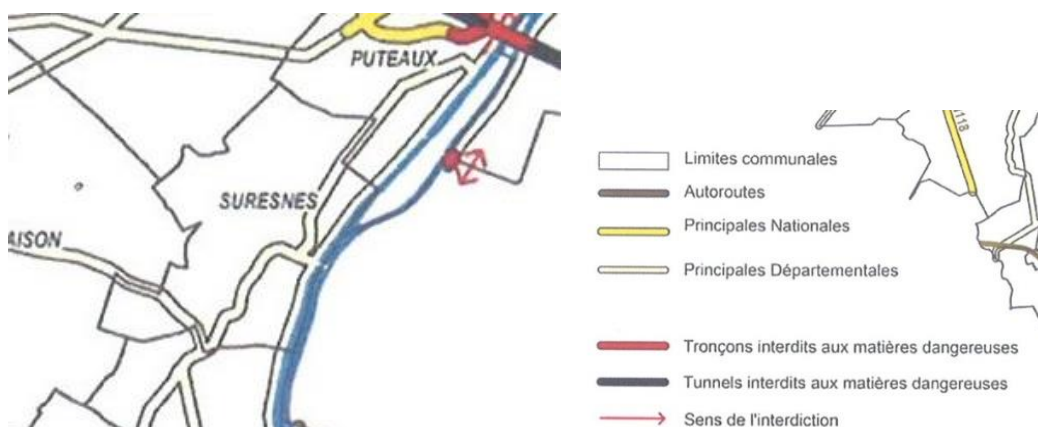 PUTEAUX
SURESNES
AISON
N118
Limites communales
Autoroutes
Principales Nationales
Principales Départementales
Tronçons interdits aux matières dangereuses
Tunnels interdits aux matières dangereuses
Sens de l'interdiction